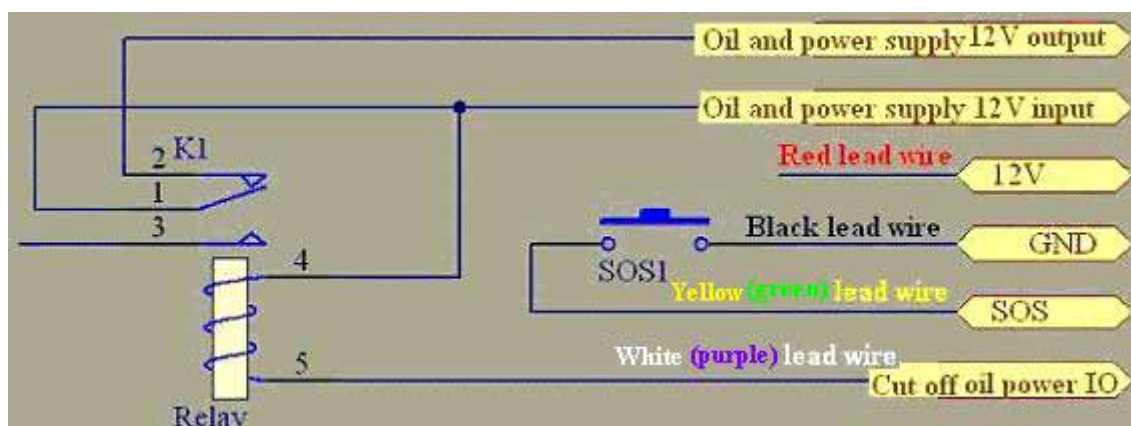 Oil and power supply 12V output
Oil and power supply 12V input
2 K1
Red lead wire
12V
1
3
Black lead wire
GND
SOS1
4
Yellow (green) lead wire
SOS
White (purple) lead wire
5
Cut off oil power IO
Relay